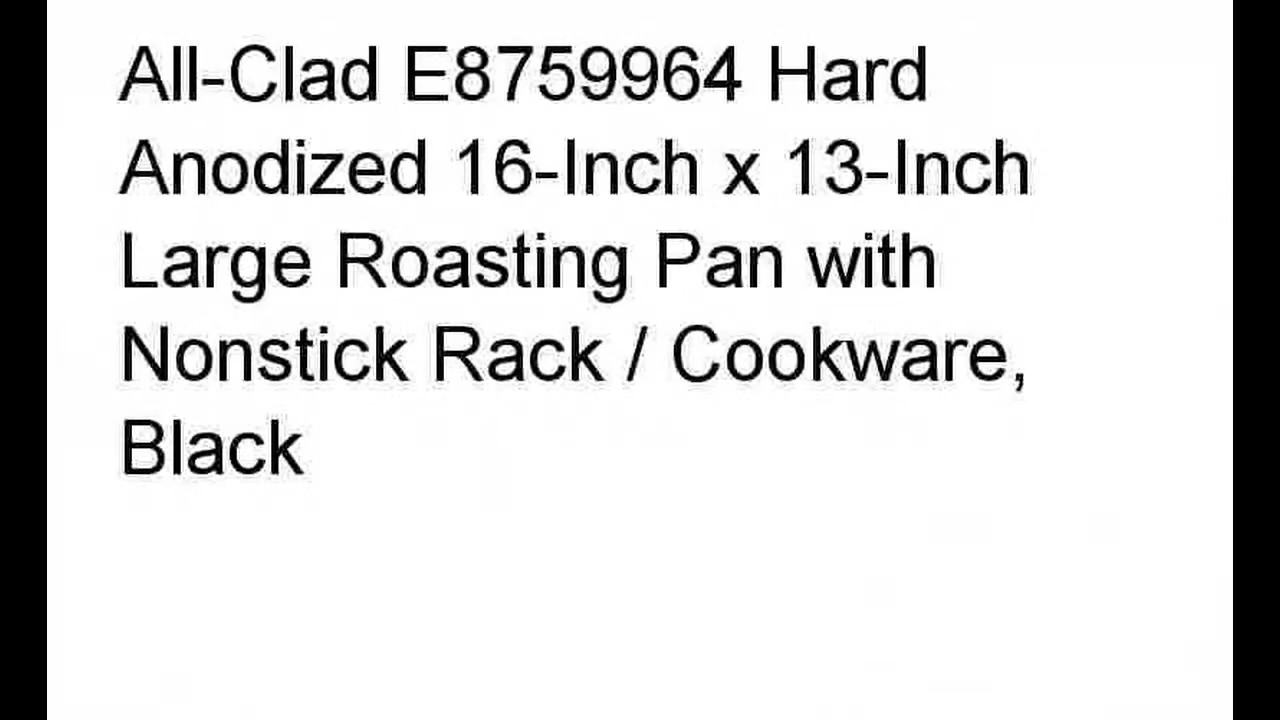 All-Clad E8759964 Hard
Anodized 16-Inch x 13-Inch
Large Roasting Pan with
Nonstick Rack / Cookware,
Black